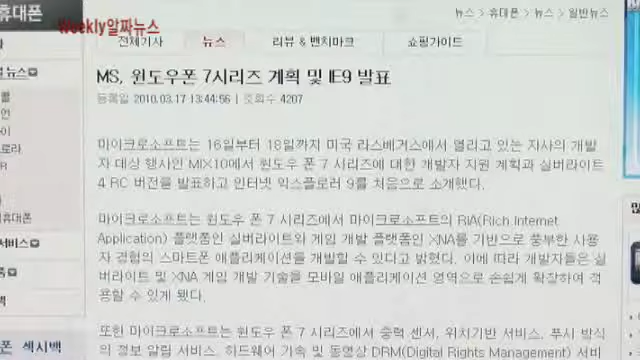 휴대폰
Weekly알짜뉴스
뉴스 > 휴대폰 > 뉴스 > 일반뉴스
전체기사 뉴스 리뷰 & 벤치마크 쇼핑가이드
MS, 윈도우폰 7시리즈 계획 및 IE9 발표
등록일 2010.03.17 13:44:56 | 조회수 4207
마이크로소프트는 16일부터 18일까지 미국 라스베거스에서 열리고 있는 자사의 개발
자 대상 행사인 MIX10에서 윈도우 폰 7 시리즈에 대한 개발자 지원 계획과 실버라이트
4 RC 버전을 발표하고 인터넷 익스플로러 9를 처음으로 소개했다.
마이크로소프트는 윈도우 폰 7 시리즈에서 마이크로소프트의 RIA(Rich Internet
Application) 플랫폼인 실버라이트와 게임 개발 플랫폼인 XNA를 기반으로 풍부한 사용
자 경험의 스마트폰 애플리케이션을 개발할 수 있다고 밝혔다. 이에 따라 개발자들은 실
버라이트 및 XNA 게임 개발 기술을 모바일 애플리케이션 영역으로 손쉽게 확장하여 적
용할 수 있게 됐다.
또한 마이크로소프트는 윈도우 폰 7 시리즈에서 중력 센서, 위치기반 서비스, 푸시 방식
의 정보 알림 서비스, 하드웨어 가속 및 동영상 DRM(Digital Rights Management) 서비
뉴스
콜
언
이
로라
R
휴대폰
서비스
폰 섹시백